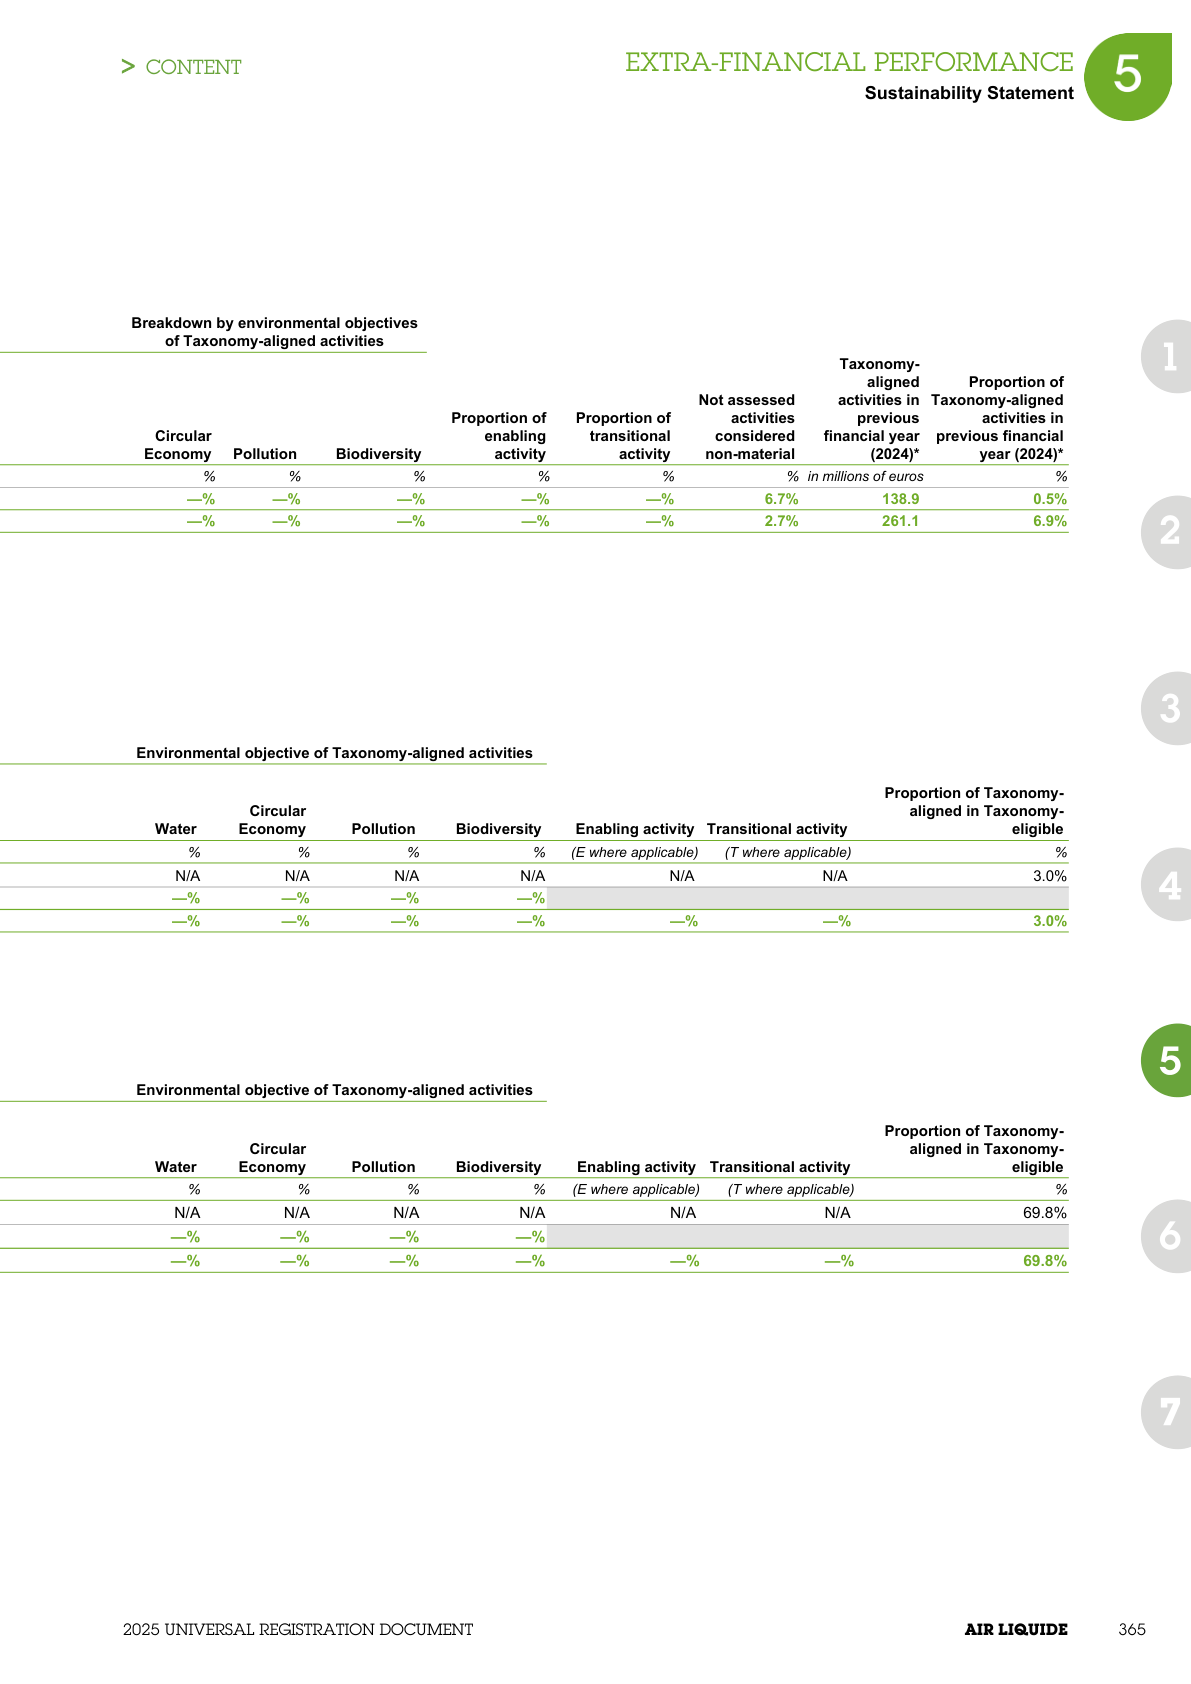 > CONTENT
EXTRA-FINANCIAL PERFORMANCE
Sustainability Statement
5
Breakdown by environmental objectives
of Taxonomy-aligned activities
Circular Economy Pollution Biodiversity Proportion of enabling activity Proportion of transitional activity Not assessed activities considered non-material Taxonomy-aligned activities in previous financial year (2024)* Proportion of Taxonomy-aligned activities in previous financial year (2024)*
% % % % % % in millions of euros %
—% —% —% —% —% 6.7% 138.9 0.5%
—% —% —% —% —% 2.7% 261.1 6.9%
Environmental objective of Taxonomy-aligned activities
Water Circular Economy Pollution Biodiversity Enabling activity Transitional activity Proportion of Taxonomy-aligned in Taxonomy-eligible
% % % % (E where applicable) (T where applicable) %
N/A N/A N/A N/A N/A N/A 3.0%
—% —% —% —%
—% —% —% —% —% —% 3.0%
Environmental objective of Taxonomy-aligned activities
Water Circular Economy Pollution Biodiversity Enabling activity Transitional activity Proportion of Taxonomy-aligned in Taxonomy-eligible
% % % % (E where applicable) (T where applicable) %
N/A N/A N/A N/A N/A N/A 69.8%
—% —% —% —%
—% —% —% —% —% —% 69.8%
1
2
3
4
5
6
7
2025 UNIVERSAL REGISTRATION DOCUMENT
AIR LIQUIDE 365